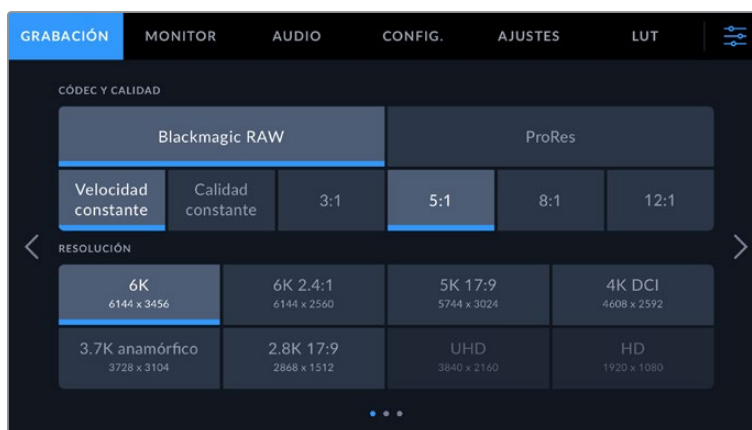 GRABACIÓN MONITOR AUDIO CONFIG. AJUSTES LUT
CÓDEC Y CALIDAD
Blackmagic RAW ProRes
Velocidad constante Calidad constante 3:1 5:1 8:1 12:1
RESOLUCIÓN
6K 6K 2.4:1 5K 17:9 4K DCI
6144 x 3456 6144 x 2560 5744 x 3024 4608 x 2592
3.7K anamórfico 2.8K 17:9 UHD HD
3728 x 3104 2868 x 1512 3840 x 2160 1920 x 1080